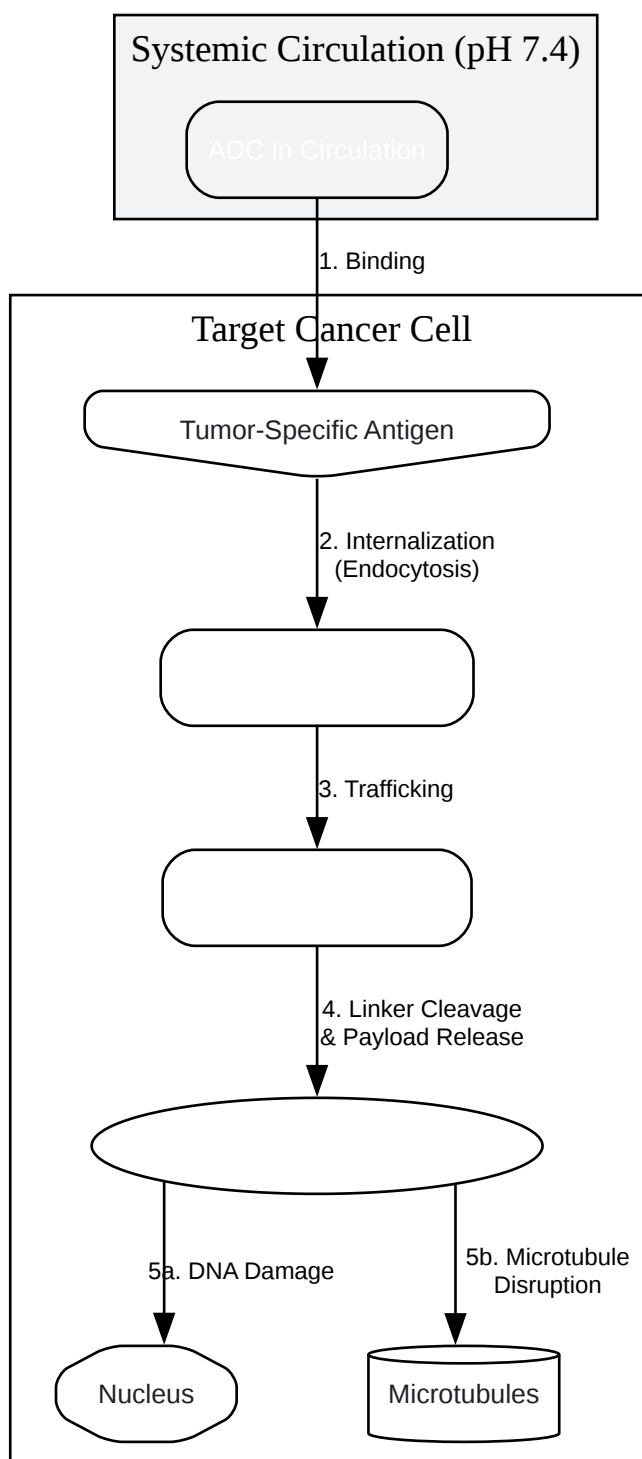 Systemic Circulation (pH 7.4)
ADC in Circulation
1. Binding
Target Cancer Cell
Tumor-Specific Antigen
2. Internalization
(Endocytosis)
3. Trafficking
4. Linker Cleavage
& Payload Release
5a. DNA Damage
5b. Microtubule
Disruption
Nucleus
Microtubules